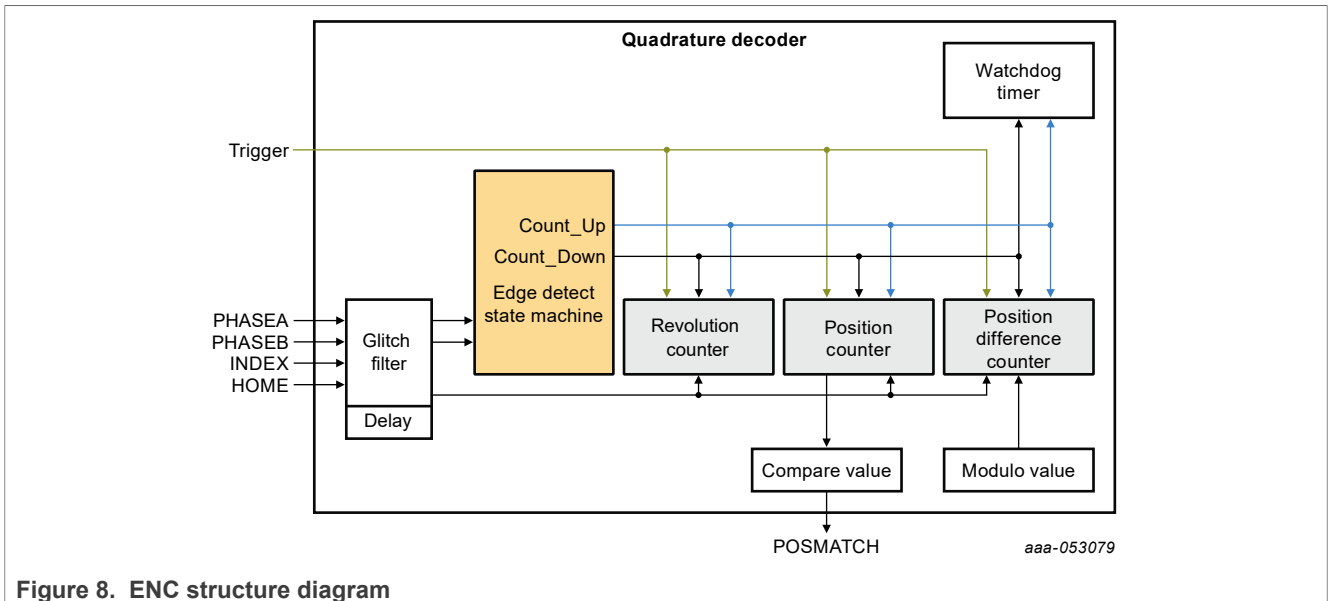 Quadrature decoder
Watchdog
timer
Trigger
Count_Up
Count_Down
Edge detect
state machine
PHASEA
PHASEB
INDEX
HOME
Glitch
filter
Delay
Revolution
counter
Position
counter
Position
difference
counter
Compare value
Modulo value
POSMATCH
aaa-053079
Figure 8. ENC structure diagram